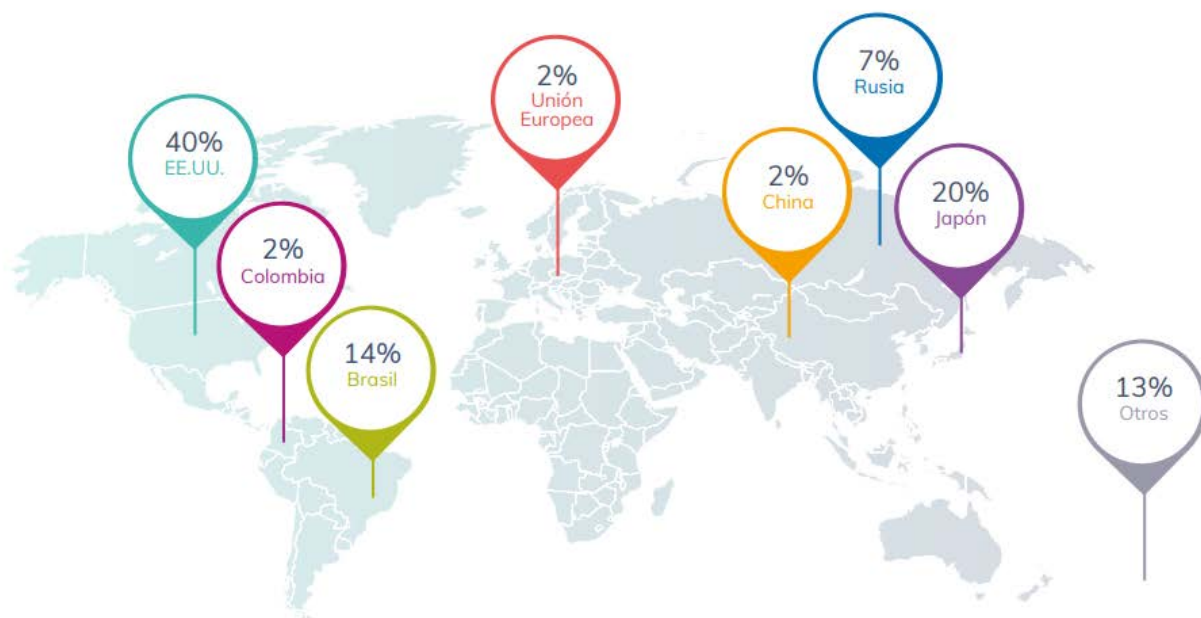 40%
EE.UU.
2%
Colombia
14%
Brasil
2%
Unión
Europea
2%
China
7%
Rusia
20%
Japón
13%
Otros